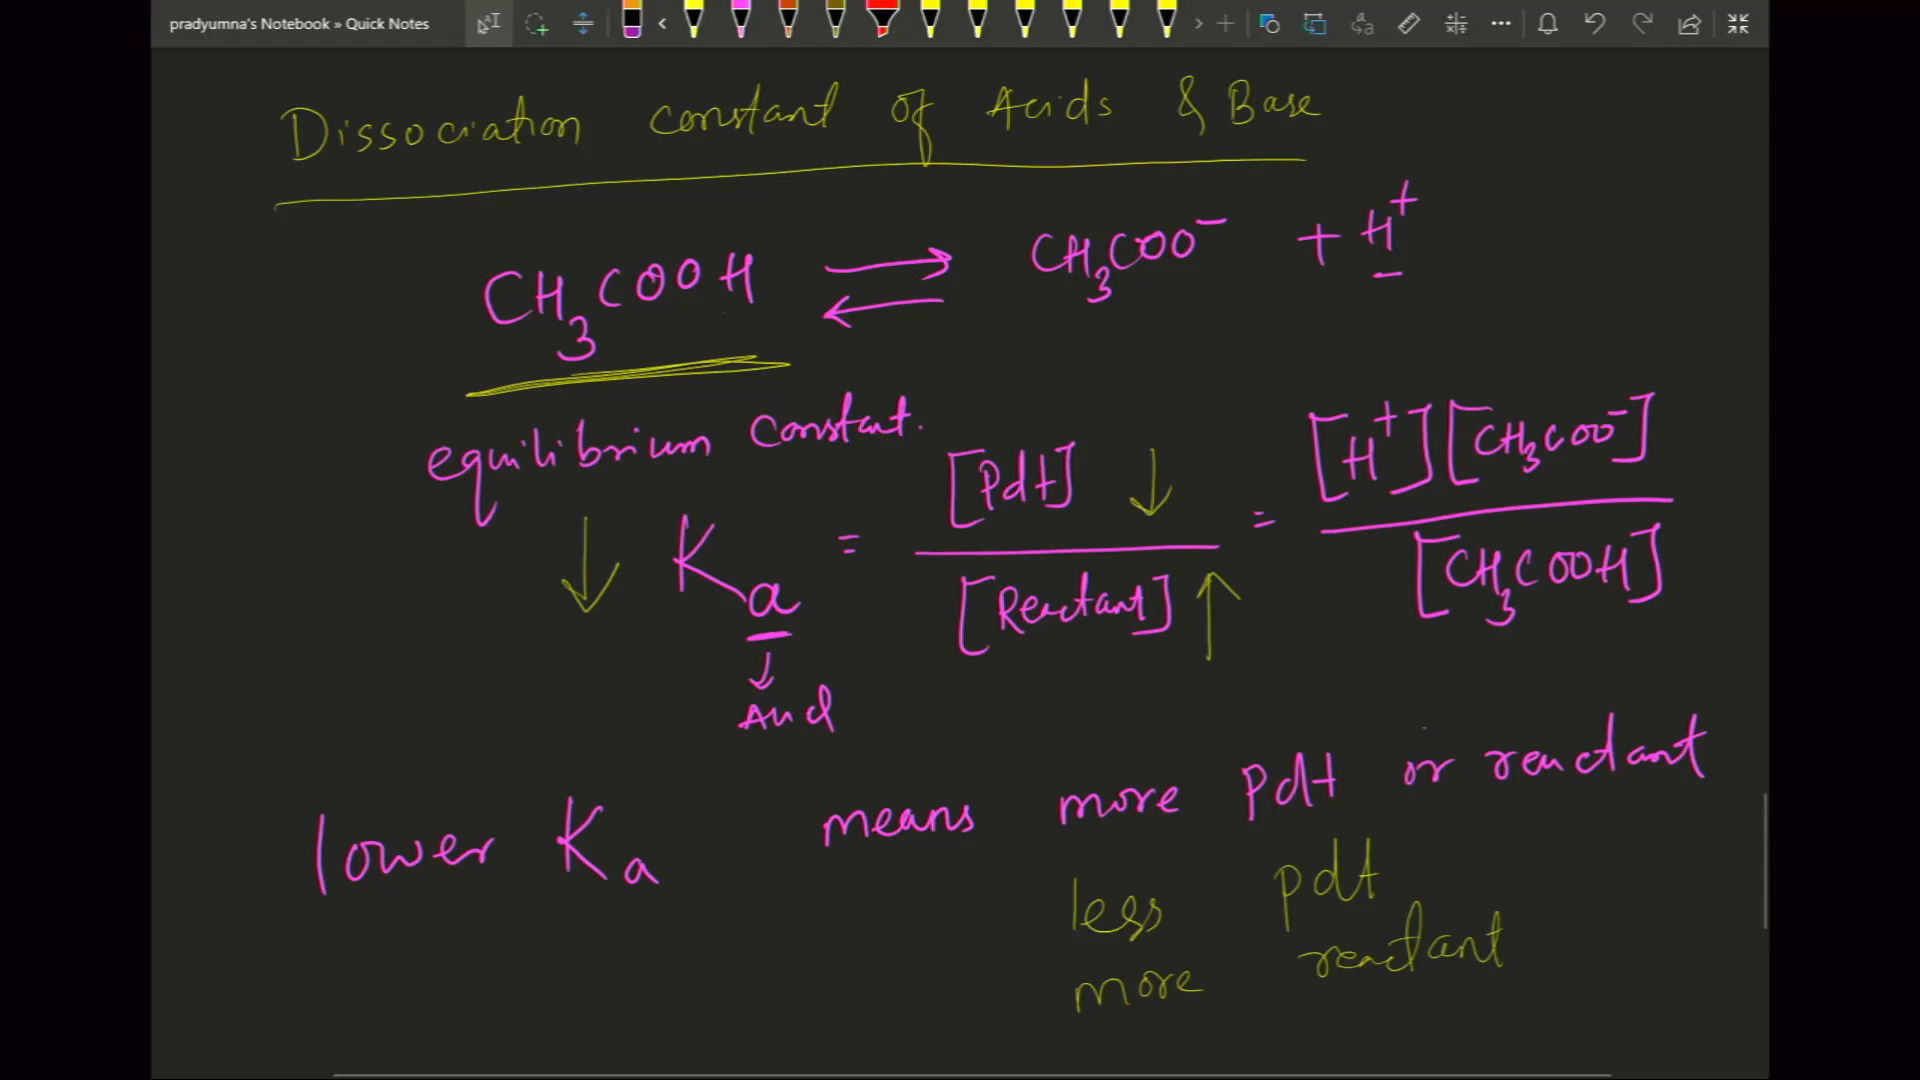 pradyumna's Notebook » Quick Notes
Dissociation constant of Acids & Base
CH3COOH ⇌ CH3COO⁻ + H⁺
equilibrium constant.
↓ Ka = [Pdt] ↓ / [Reactant] ↑ = [H⁺][CH3COO⁻] / [CH3COOH]
↓
Acid
lower Ka means more Pdt or reactant
less pdt
more reactant